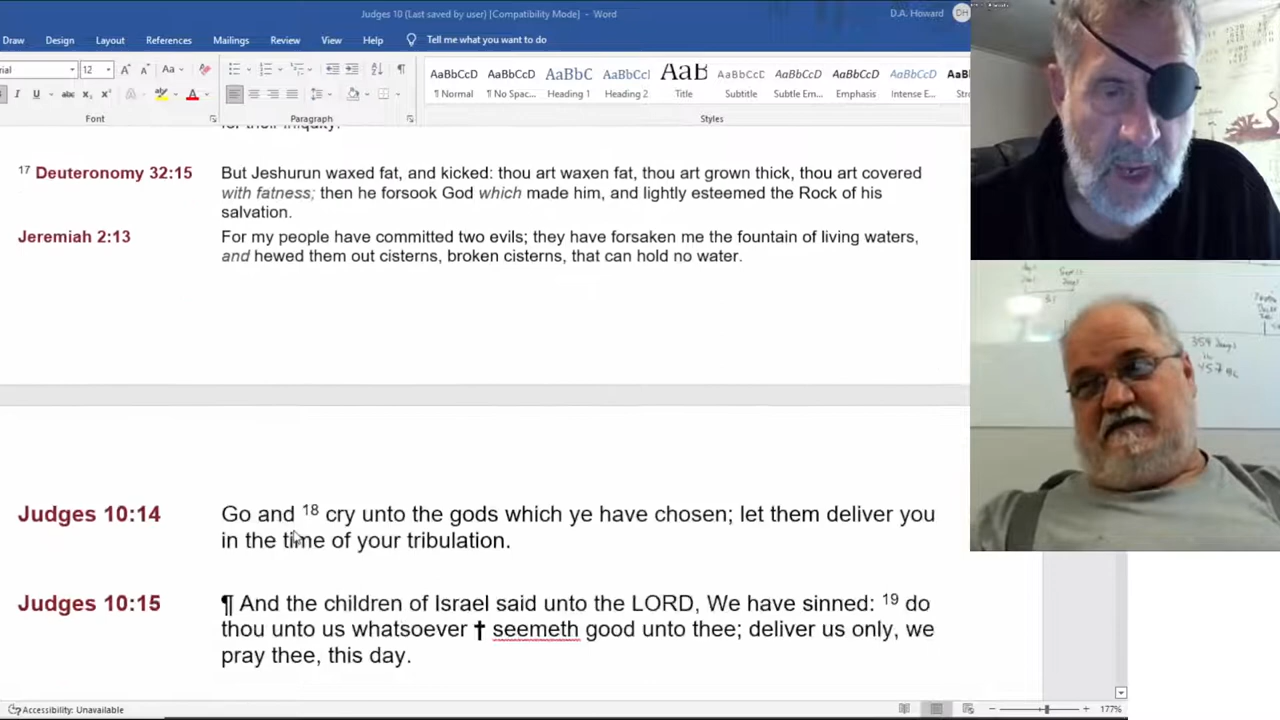 Judges 10 (Last saved by user) [Compatibility Mode] – Word
D.A. Howard
DH
Draw Design Layout References Mailings Review View Help Tell me what you want to do
12
Aa
AaBbCcD AaBbCcD AaBbC AaBbCcI AaB AaBbCcD AaBbCcD AaBbCcD AaBbCcD
¶ Normal ¶ No Spac... Heading 1 Heading 2 Title Subtitle Subtle Em... Emphasis Intense E...
Font Paragraph Styles
for their iniquity.
17 Deuteronomy 32:15 But Jeshurun waxed fat, and kicked: thou art waxen fat, thou art grown thick, thou art covered
with fatness; then he forsook God which made him, and lightly esteemed the Rock of his
salvation.
Jeremiah 2:13 For my people have committed two evils; they have forsaken me the fountain of living waters,
and hewed them out cisterns, broken cisterns, that can hold no water.
Judges 10:14 Go and 18 cry unto the gods which ye have chosen; let them deliver you
in the time of your tribulation.
Judges 10:15 ¶ And the children of Israel said unto the LORD, We have sinned: 19 do
thou unto us whatsoever † seemeth good unto thee; deliver us only, we
pray thee, this day.
Accessibility: Unavailable
177%
354
457